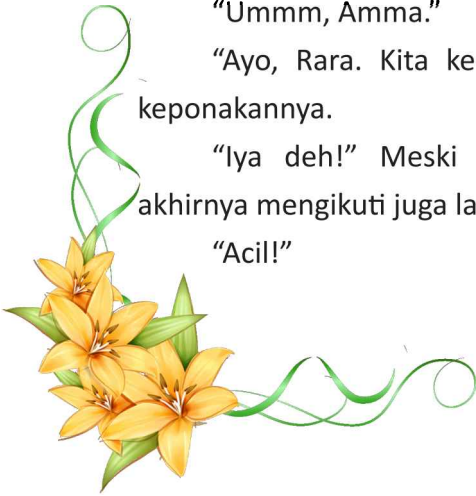 “Ummm, Amma.”
“Ayo, Rara. Kita ke
keponakannya.
“Iya deh!” Meski
akhirnya mengikuti juga la
“Acil!”